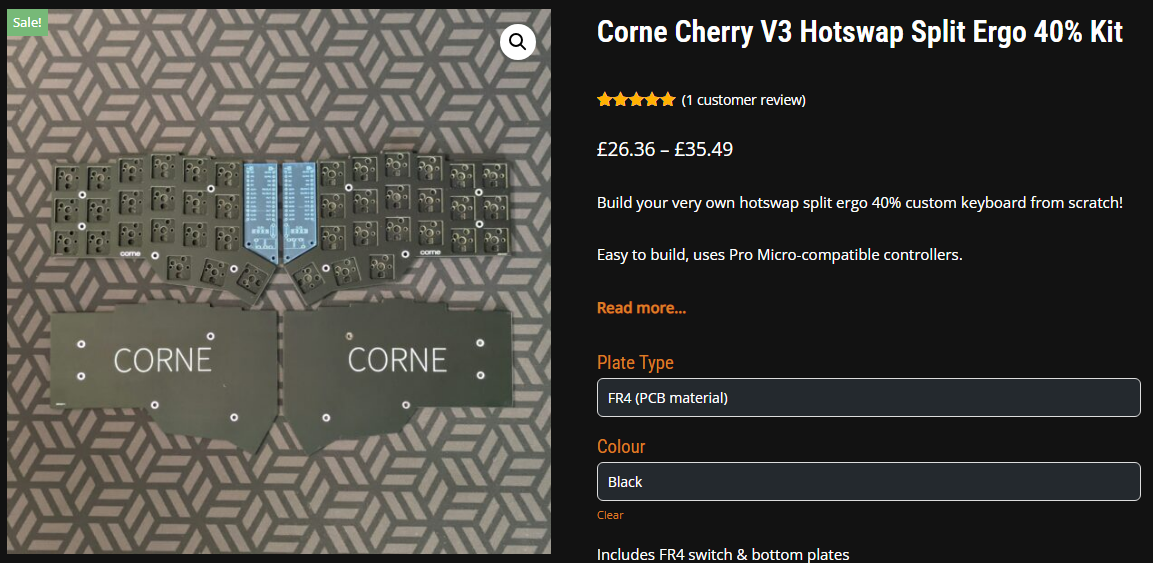 Sale!
Corne Cherry V3 Hotswap Split Ergo 40% Kit
(1 customer review)
£26.36 – £35.49
Build your very own hotswap split ergo 40% custom keyboard from scratch!
Easy to build, uses Pro Micro-compatible controllers.
Read more...
Plate Type
FR4 (PCB material)
Colour
Black
Clear
Includes FR4 switch & bottom plates
corne
corne
CORNE
CORNE